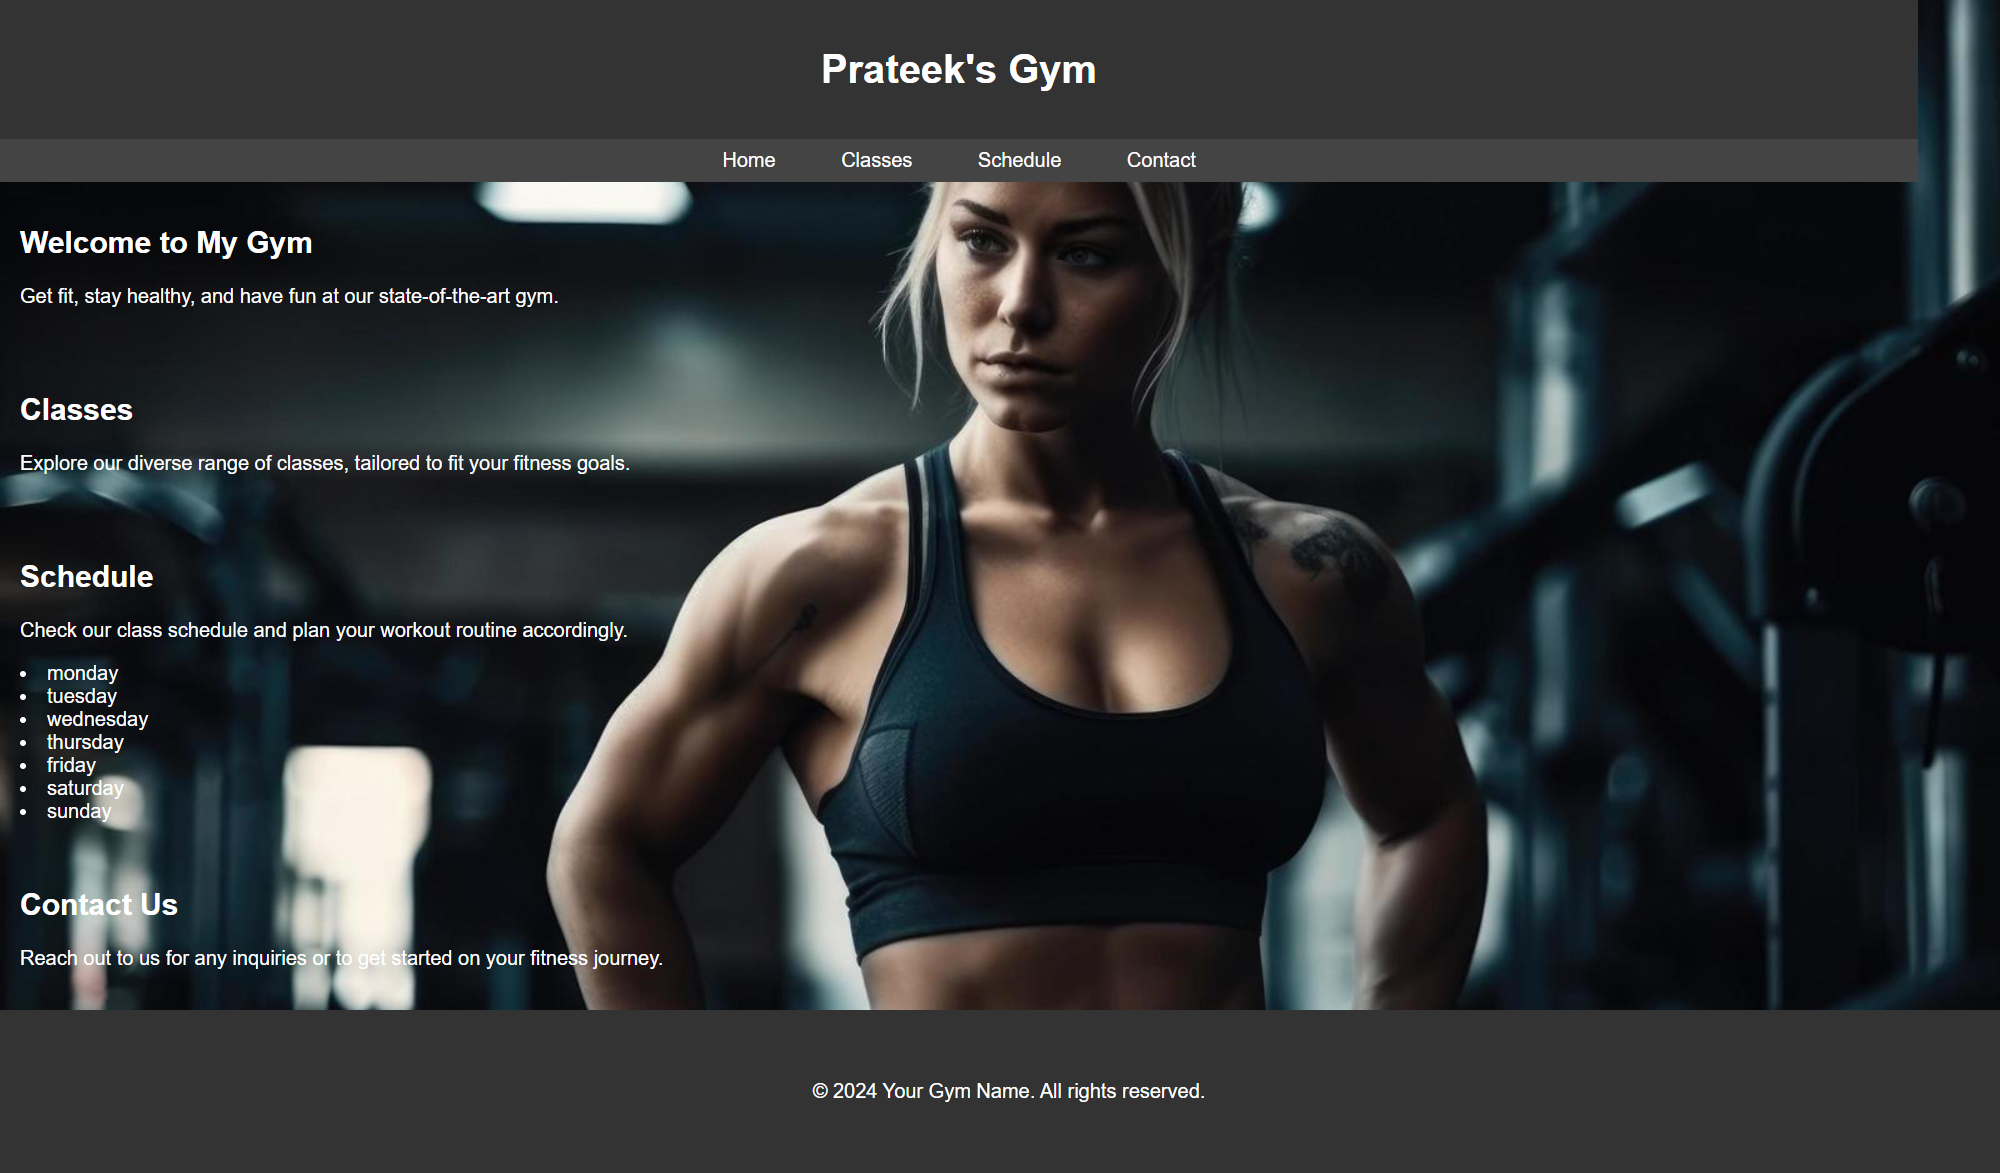 Prateek's Gym
Home Classes Schedule Contact
Welcome to My Gym
Get fit, stay healthy, and have fun at our state-of-the-art gym.
Classes
Explore our diverse range of classes, tailored to fit your fitness goals.
Schedule
Check our class schedule and plan your workout routine accordingly.
• monday
• tuesday
• wednesday
• thursday
• friday
• saturday
• sunday
Contact Us
Reach out to us for any inquiries or to get started on your fitness journey.
© 2024 Your Gym Name. All rights reserved.